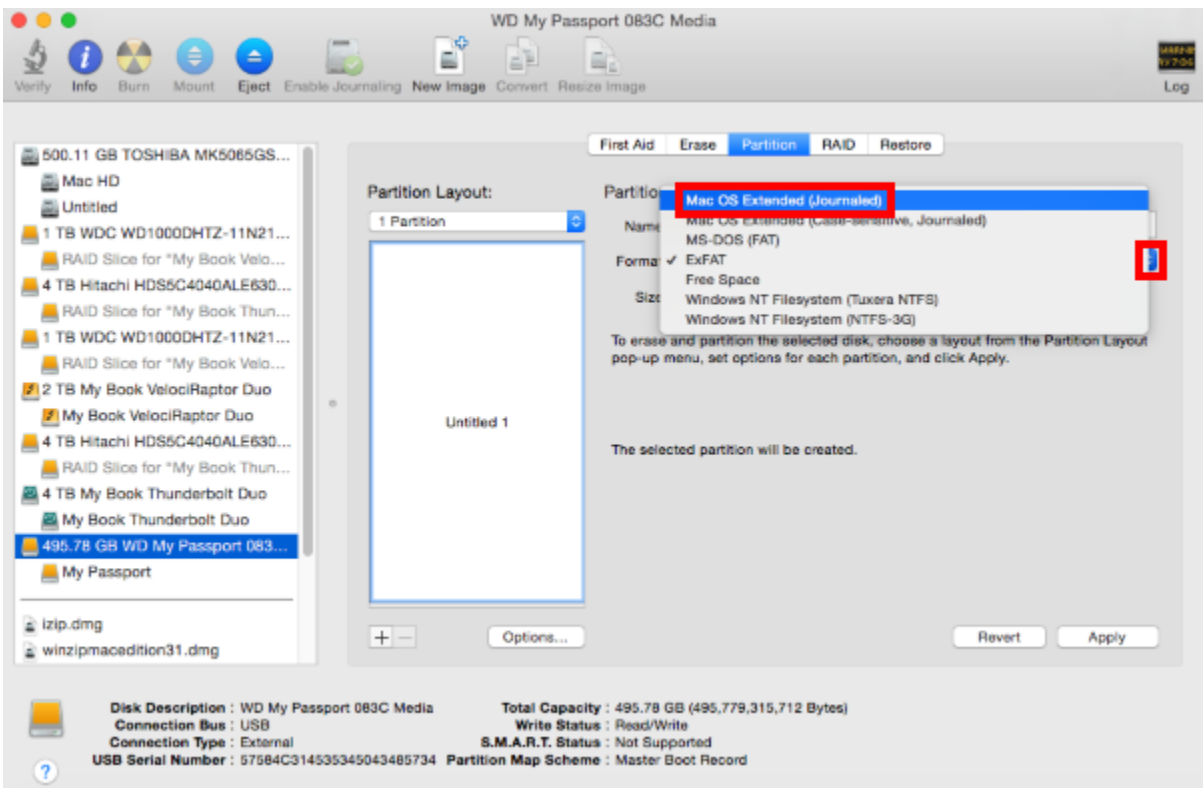 WD My Passport 083C Media
Verify Info Burn Mount Eject Enable Journaling New Image Convert Resize Image Log
First Aid Erase Partition RAID Restore
500.11 GB TOSHIBA MK5065GS...
Mac HD
Untitled
1 TB WDC WD1000DHTZ-11N21...
RAID Slice for "My Book Velo...
4 TB Hitachi HDS5C4040ALE630...
RAID Slice for "My Book Thun...
1 TB WDC WD1000DHTZ-11N21...
RAID Slice for "My Book Velo...
2 TB My Book VelociRaptor Duo
My Book VelociRaptor Duo
4 TB Hitachi HDS5C4040ALE630...
RAID Slice for "My Book Thun...
4 TB My Book Thunderbolt Duo
My Book Thunderbolt Duo
495.78 GB WD My Passport 083...
My Passport
izip.dmg
winzipmacedition31.dmg
Partition Layout:
1 Partition
Untitled 1
+ −
Options...
Partitio
Name
Format
Size
Mac OS Extended (Journaled)
Mac OS Extended (Case-sensitive, Journaled)
MS-DOS (FAT)
✓ ExFAT
Free Space
Windows NT Filesystem (Tuxera NTFS)
Windows NT Filesystem (NTFS-3G)
To erase and partition the selected disk, choose a layout from the Partition Layout
pop-up menu, set options for each partition, and click Apply.
The selected partition will be created.
Revert Apply
Disk Description : WD My Passport 083C Media
Connection Bus : USB
Connection Type : External
USB Serial Number : 57584C314535345043485734
Total Capacity : 495.78 GB (495,779,315,712 Bytes)
Write Status : Read/Write
S.M.A.R.T. Status : Not Supported
Partition Map Scheme : Master Boot Record
?